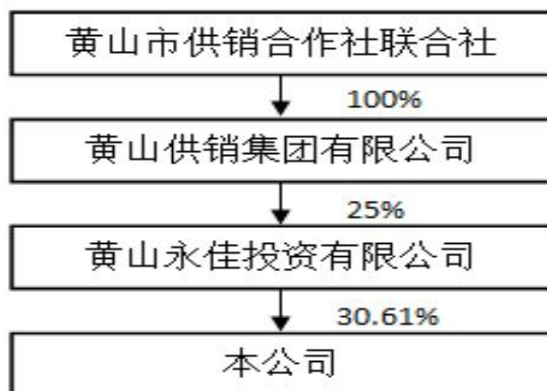 黄山市供销合作社联合社
100%
黄山供销集团有限公司
25%
黄山永佳投资有限公司
30.61%
本公司